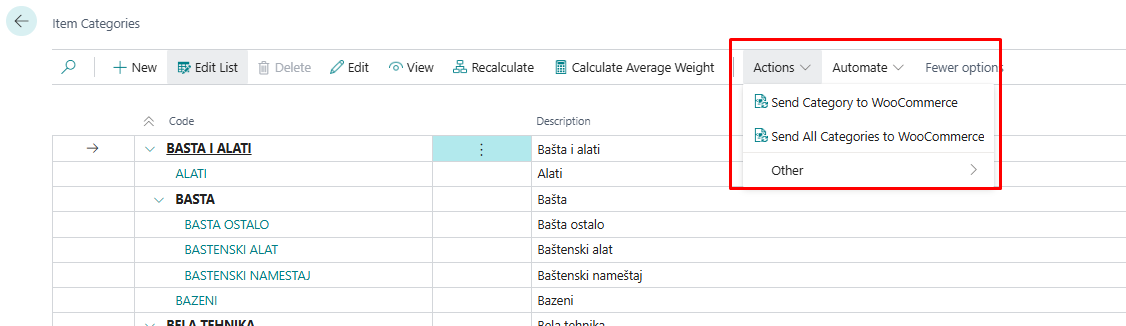 Item Categories
New Edit List Delete Edit View Recalculate Calculate Average Weight Actions Automate Fewer options
Send Category to WooCommerce
Send All Categories to WooCommerce
Other
Code Description
BASTA I ALATI Bašta i alati
ALATI Alati
BASTA Bašta
BASTA OSTALO Bašta ostalo
BASTENSKI ALAT Baštenski alat
BASTENSKI NAMESTAJ Baštenski nameštaj
BAZENI Bazeni
BELA TEHNIKA Bela tehnika